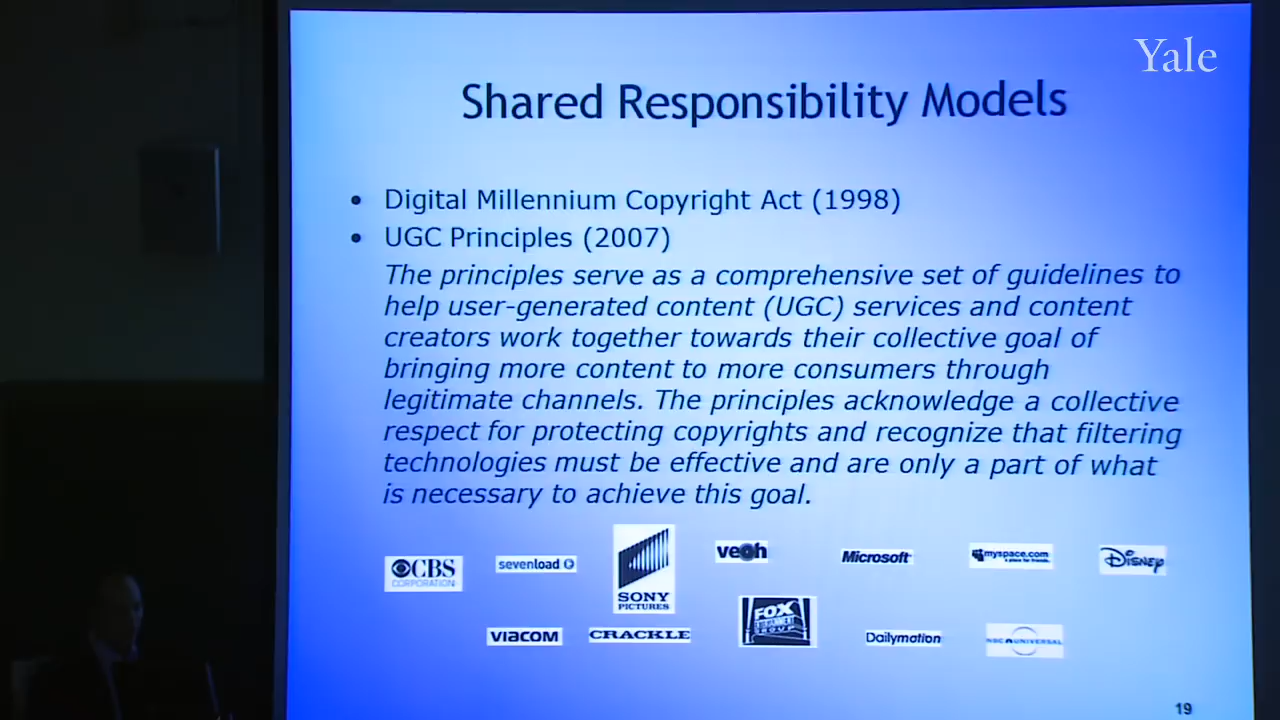 Yale
Shared Responsibility Models
• Digital Millennium Copyright Act (1998)
• UGC Principles (2007)
The principles serve as a comprehensive set of guidelines to
help user-generated content (UGC) services and content
creators work together towards their collective goal of
bringing more content to more consumers through
legitimate channels. The principles acknowledge a collective
respect for protecting copyrights and recognize that filtering
technologies must be effective and are only a part of what
is necessary to achieve this goal.
CBS
CORPORATION
sevenload
SONY
PICTURES
veoh
Microsoft
myspace.com
a place for friends
Disney
VIACOM
CRACKLE
FOX
ENTERTAINMENT
GROUP
Dailymotion
NBC UNIVERSAL
19